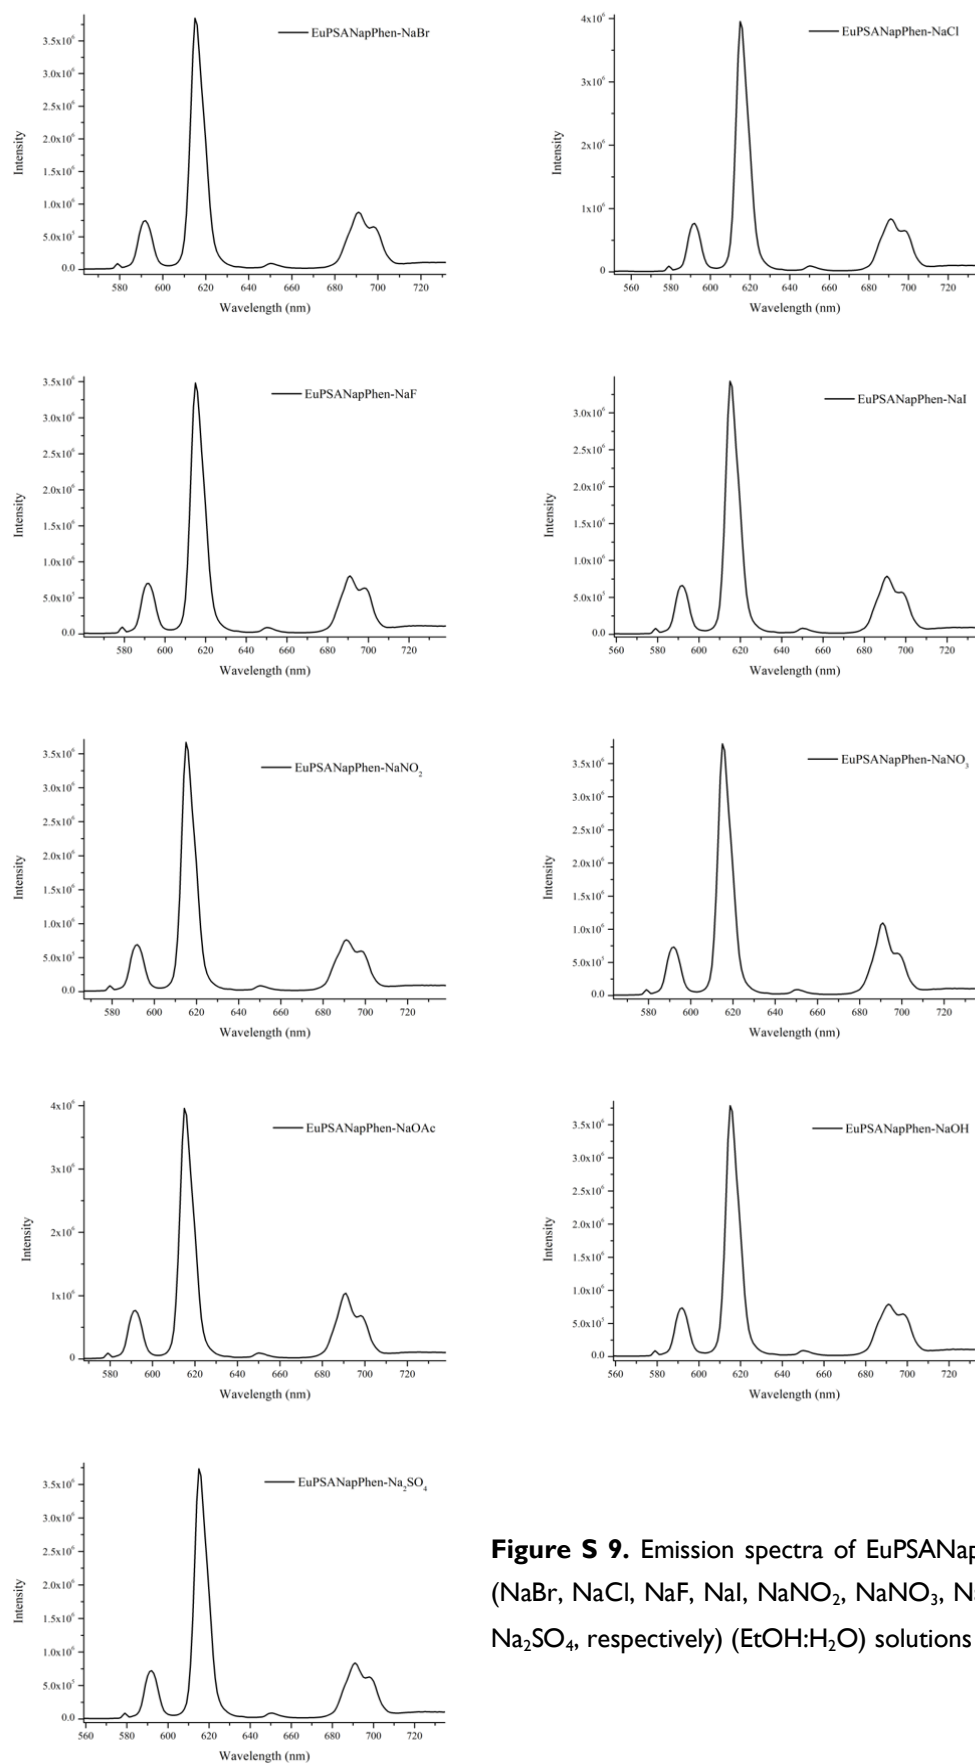 EuPSANapPhen-NaBr
3.5x10⁶
3.0x10⁶
2.5x10⁶
2.0x10⁶
1.5x10⁶
1.0x10⁶
5.0x10⁵
0.0
Intensity
580 600 620 640 660 680 700 720
Wavelength (nm)
EuPSANapPhen-NaCl
4x10⁶
3x10⁶
2x10⁶
1x10⁶
0
Intensity
560 580 600 620 640 660 680 700 720
Wavelength (nm)
EuPSANapPhen-NaF
3.5x10⁶
3.0x10⁶
2.5x10⁶
2.0x10⁶
1.5x10⁶
1.0x10⁶
5.0x10⁵
0.0
Intensity
580 600 620 640 660 680 700 720
Wavelength (nm)
EuPSANapPhen-NaI
3.0x10⁶
2.5x10⁶
2.0x10⁶
1.5x10⁶
1.0x10⁶
5.0x10⁵
0.0
Intensity
560 580 600 620 640 660 680 700 720
Wavelength (nm)
EuPSANapPhen-NaNO₂
3.5x10⁶
3.0x10⁶
2.5x10⁶
2.0x10⁶
1.5x10⁶
1.0x10⁶
5.0x10⁵
0.0
Intensity
580 600 620 640 660 680 700 720
Wavelength (nm)
EuPSANapPhen-NaNO₃
3.5x10⁶
3.0x10⁶
2.5x10⁶
2.0x10⁶
1.5x10⁶
1.0x10⁶
5.0x10⁵
0.0
Intensity
580 600 620 640 660 680 700 720
Wavelength (nm)
EuPSANapPhen-NaOAc
4x10⁶
3x10⁶
2x10⁶
1x10⁶
0
Intensity
580 600 620 640 660 680 700 720
Wavelength (nm)
EuPSANapPhen-NaOH
3.5x10⁶
3.0x10⁶
2.5x10⁶
2.0x10⁶
1.5x10⁶
1.0x10⁶
5.0x10⁵
0.0
Intensity
560 580 600 620 640 660 680 700 720
Wavelength (nm)
EuPSANapPhen-Na₂SO₄
3.5x10⁶
3.0x10⁶
2.5x10⁶
2.0x10⁶
1.5x10⁶
1.0x10⁶
5.0x10⁵
0.0
Intensity
560 580 600 620 640 660 680 700 720
Wavelength (nm)
Figure S 9. Emission spectra of EuPSANap
(NaBr, NaCl, NaF, NaI, NaNO₂, NaNO₃, Na
Na₂SO₄, respectively) (EtOH:H₂O) solutions